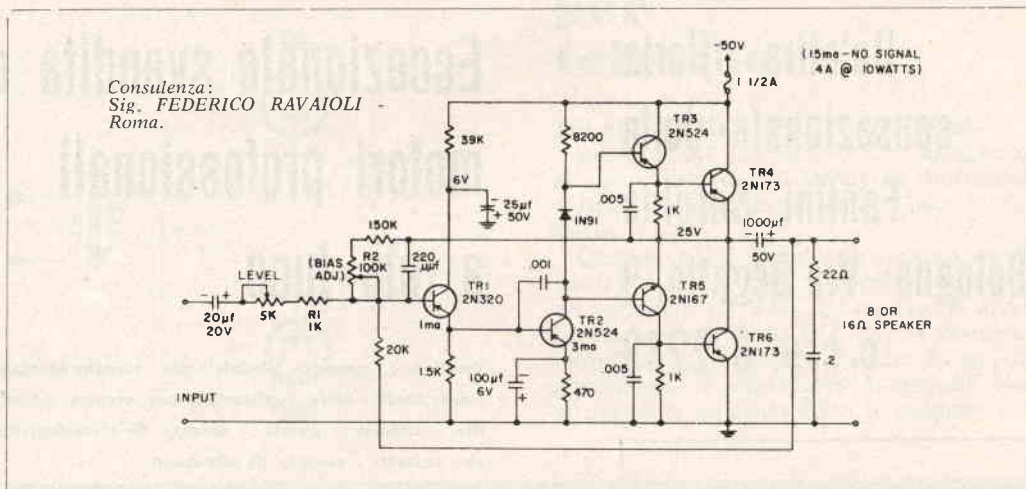 Consulenza:
Sig. FEDERICO RAVAIOLI -
Roma.
-50V
(15ma-NO SIGNAL
.4A @ 10WATTS)
1 1/2A
39K
8200
TR3
2N524
6V
25µf
50V
TR4
2N173
.005
1K
1N91
150K
25V
1000µf
50V
R2
100K
(BIAS
ADJ)
220
µµf
.001
TR1
2N320
1ma
LEVEL
20µf
20V
5K
R1
1K
TR5
2N167
22Ω
8 OR
16Ω SPEAKER
TR2
2N524
3ma
TR6
2N173
20K
1.5K
100µf
6V
470
.005
1K
.2
INPUT